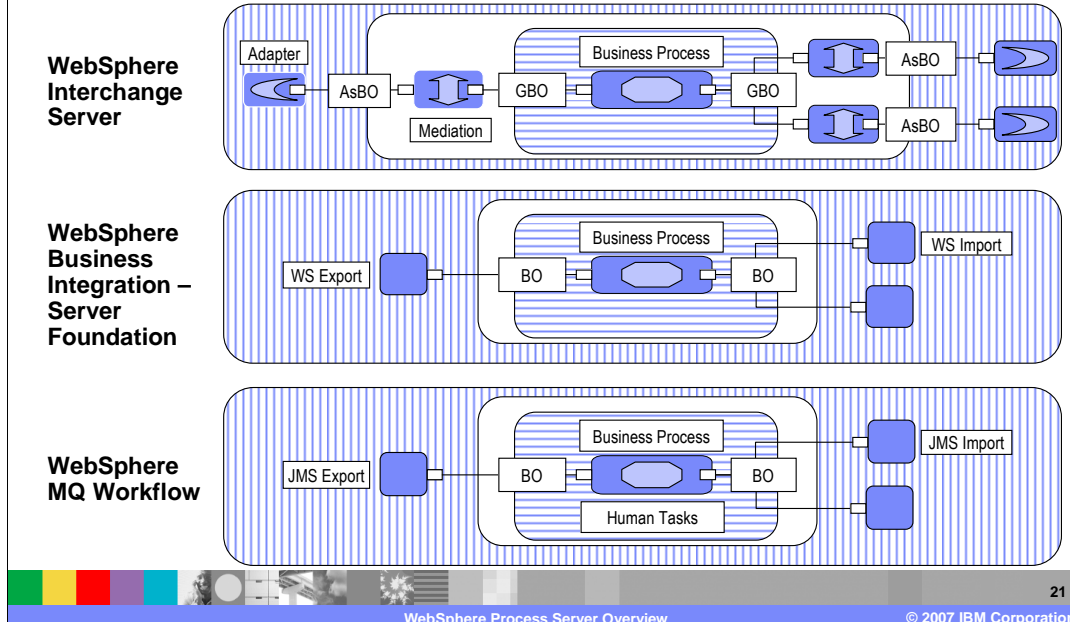 WebSphere
Interchange
Server
Adapter
AsBO
Mediation
GBO
Business Process
GBO
AsBO
AsBO
WebSphere
Business
Integration –
Server
Foundation
WS Export
BO
Business Process
BO
WS Import
WebSphere
MQ Workflow
JMS Export
BO
Business Process
Human Tasks
BO
JMS Import
21
WebSphere Process Server Overview
© 2007 IBM Corporation